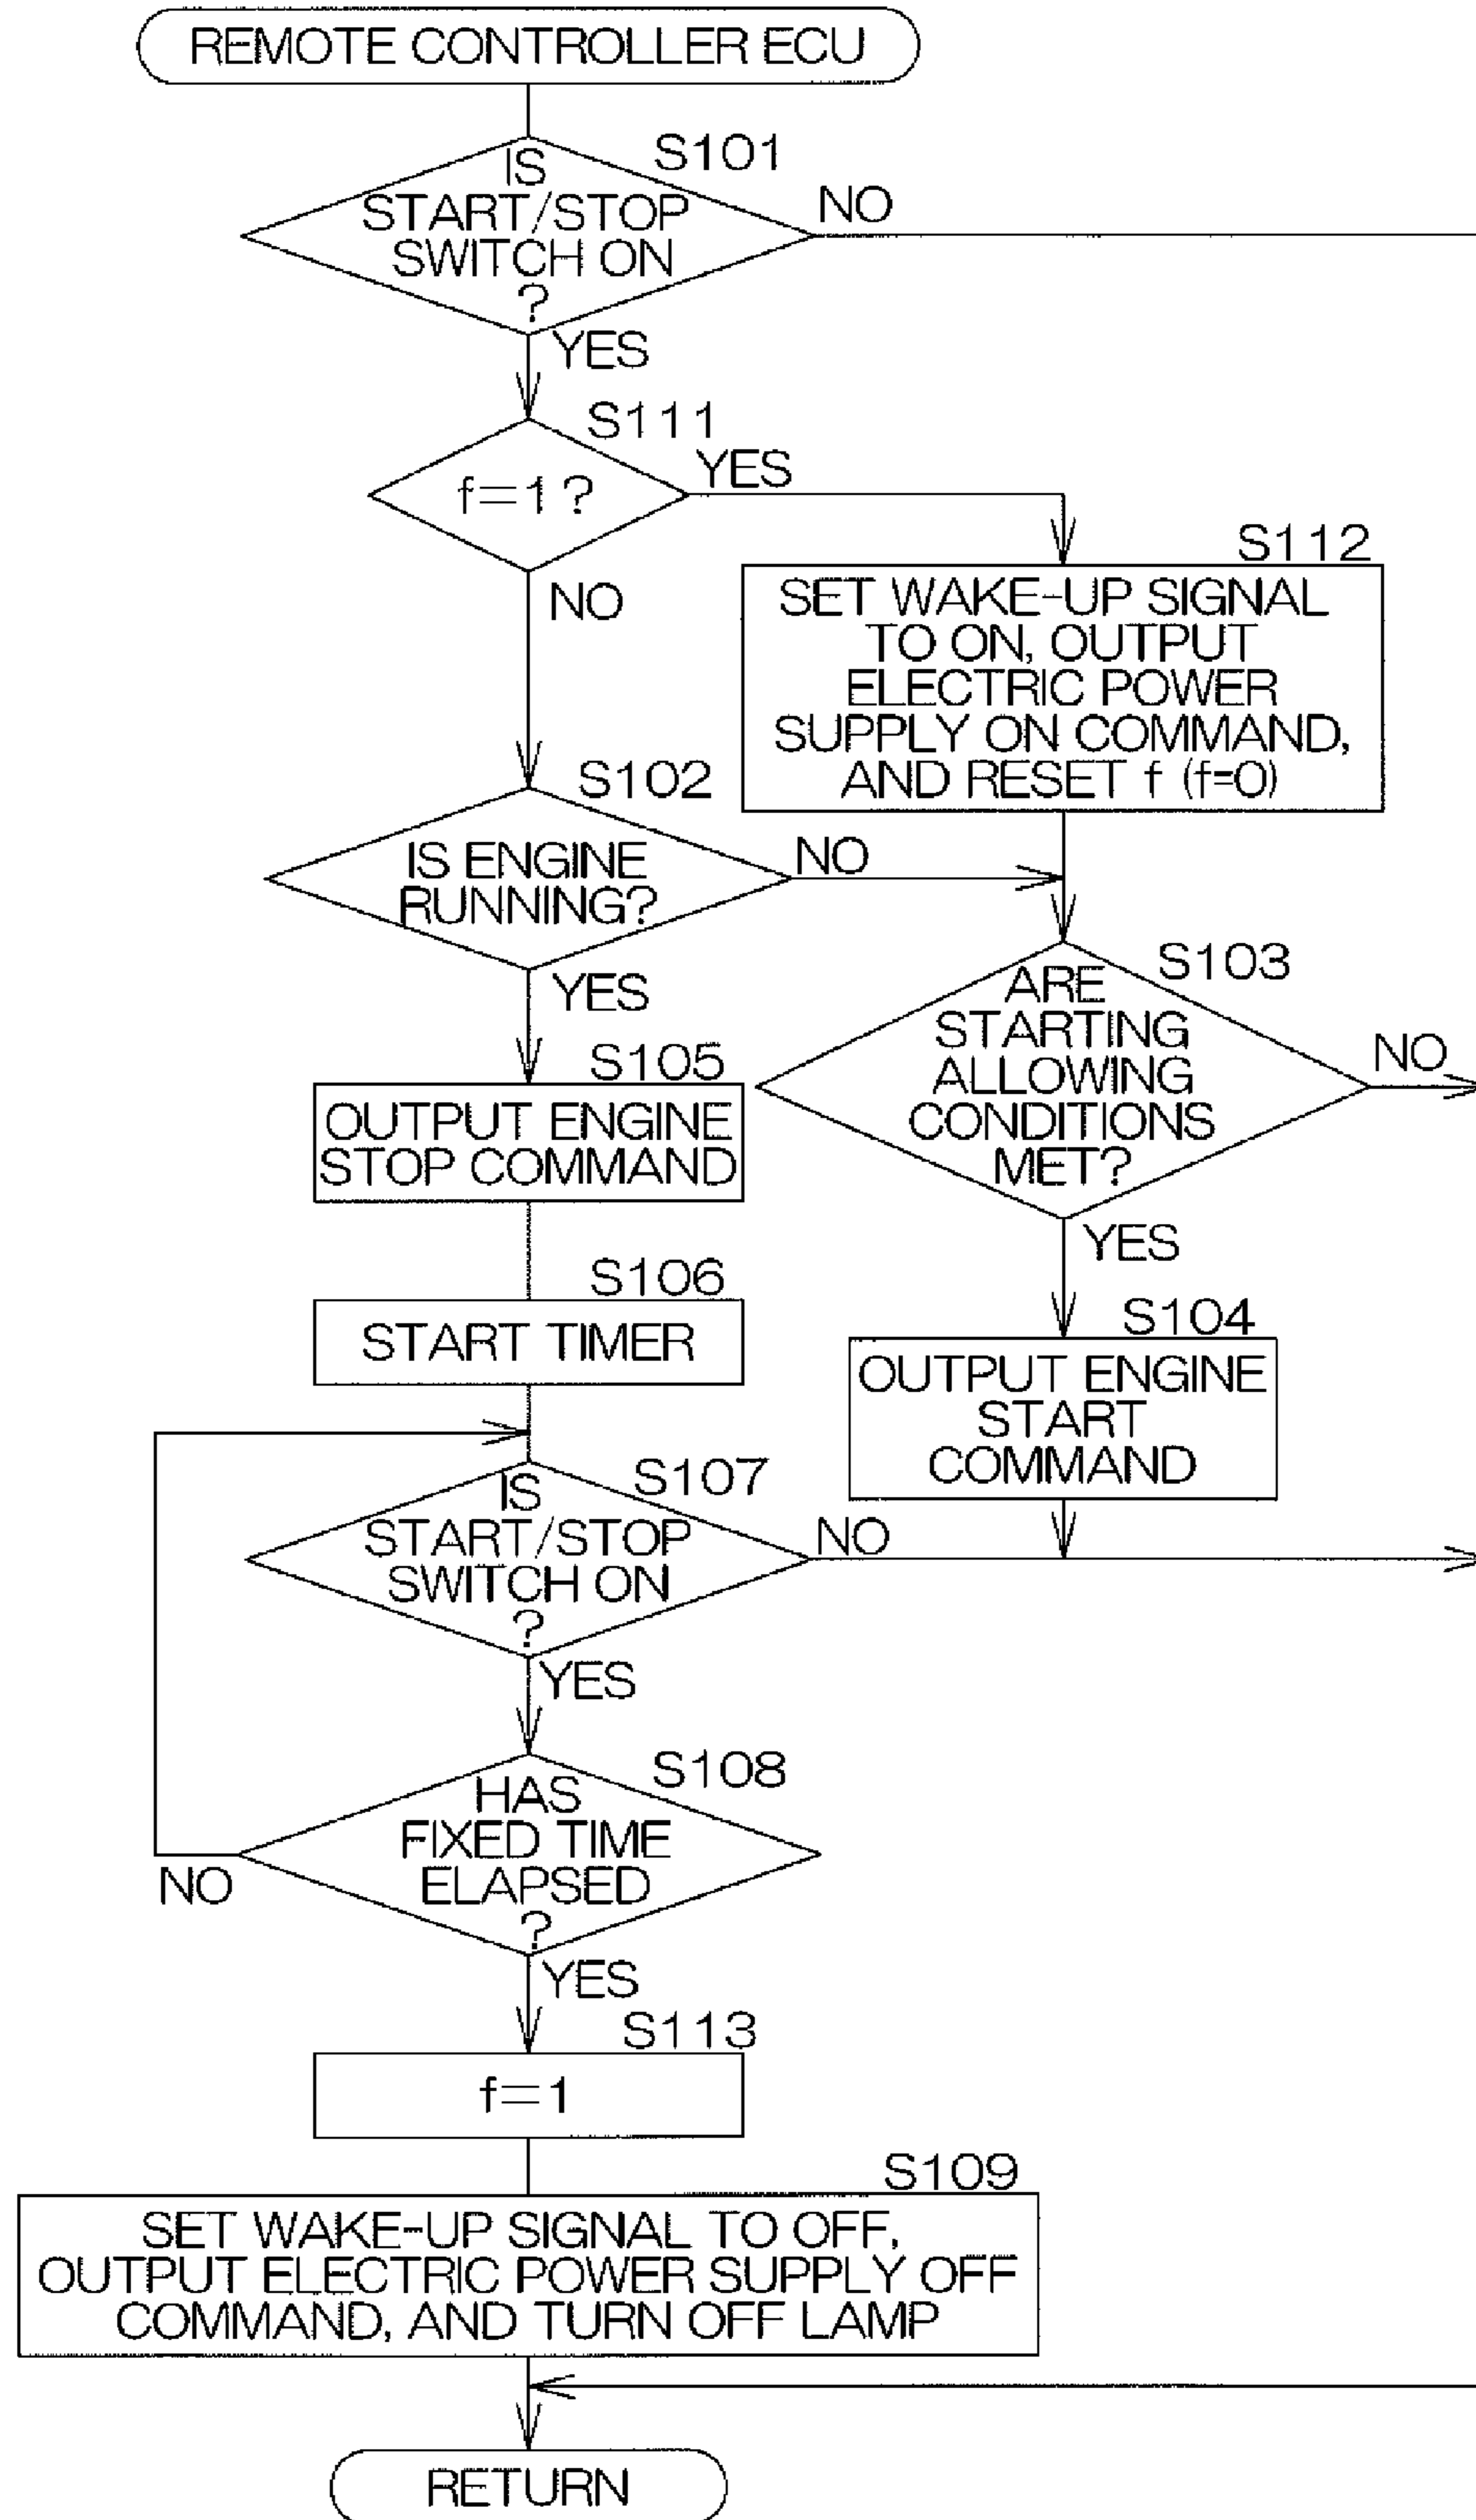 REMOTE CONTROLLER ECU
S101
IS
START/STOP
SWITCH ON
?
NO
YES
S111
f=1?
YES
NO
S112
SET WAKE-UP SIGNAL
TO ON, OUTPUT
ELECTRIC POWER
SUPPLY ON COMMAND,
AND RESET f (f=0)
S102
IS ENGINE
RUNNING?
NO
YES
S103
ARE
STARTING
ALLOWING
CONDITIONS
MET?
NO
YES
S105
OUTPUT ENGINE
STOP COMMAND
S106
START TIMER
S104
OUTPUT ENGINE
START
COMMAND
S107
IS
START/STOP
SWITCH ON
?
NO
YES
S108
HAS
FIXED TIME
ELAPSED
?
NO
YES
S113
f=1
S109
SET WAKE-UP SIGNAL TO OFF,
OUTPUT ELECTRIC POWER SUPPLY OFF
COMMAND, AND TURN OFF LAMP
RETURN